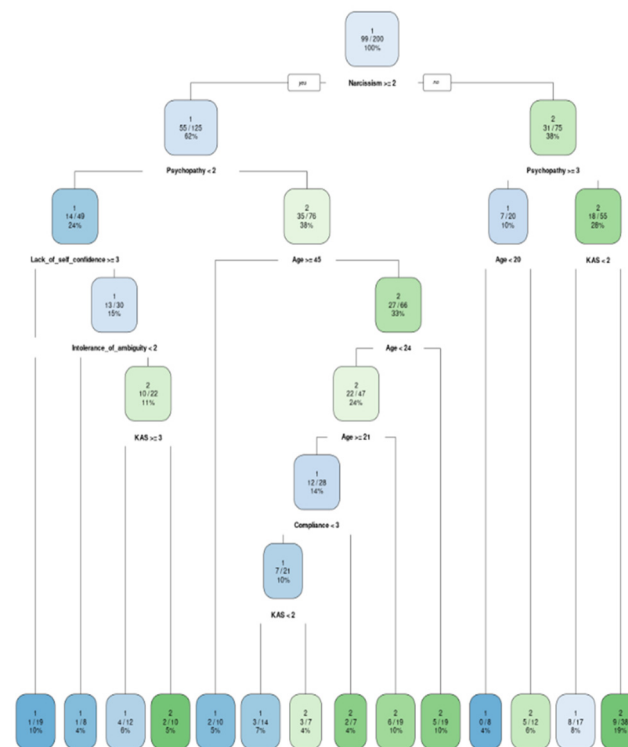 1
99 / 200
100%
yes
Narcissism >= 2
no
1
55 / 125
62%
2
31 / 75
38%
Psychopathy < 2
Psychopathy >= 3
1
14 / 49
24%
2
35 / 76
38%
1
7 / 20
10%
2
18 / 55
28%
Lack_of_self_confidence >= 3
Age >= 45
Age < 20
KAS < 2
1
13 / 30
15%
2
27 / 66
33%
Intolerance_of_ambiguity < 2
Age < 24
2
10 / 22
11%
2
22 / 47
24%
KAS >= 3
Age >= 21
1
12 / 28
14%
Compliance < 3
1
7 / 21
10%
KAS < 2
1
1 / 19
10%
1
1 / 8
4%
1
4 / 12
6%
2
2 / 10
5%
1
2 / 10
5%
1
3 / 14
7%
2
3 / 7
4%
2
2 / 7
4%
2
6 / 19
10%
2
5 / 19
10%
1
0 / 8
4%
2
5 / 12
6%
1
8 / 17
8%
2
9 / 38
19%